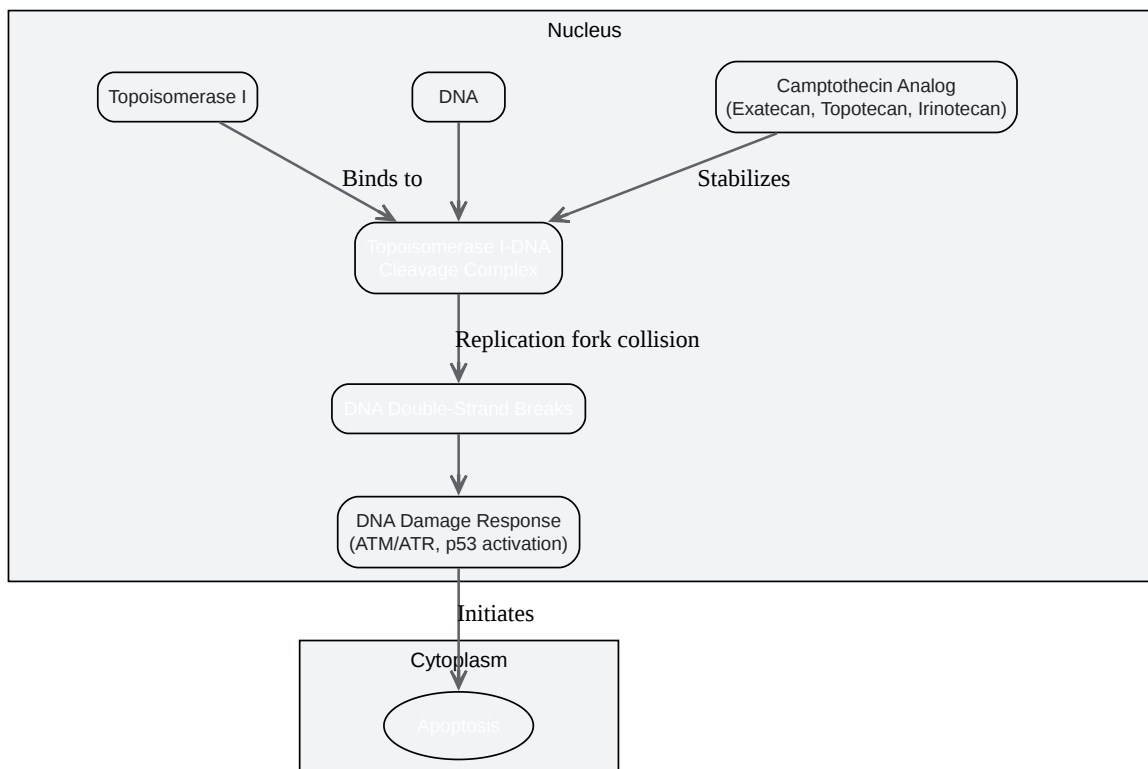 Nucleus
Topoisomerase I
DNA
Camptothecin Analog
(Exatecan, Topotecan, Irinotecan)
Binds to
Stabilizes
Topoisomerase I-DNA
Cleavage Complex
Replication fork collision
DNA Double-Strand Breaks
DNA Damage Response
(ATM/ATR, p53 activation)
Initiates
Cytoplasm
Apoptosis